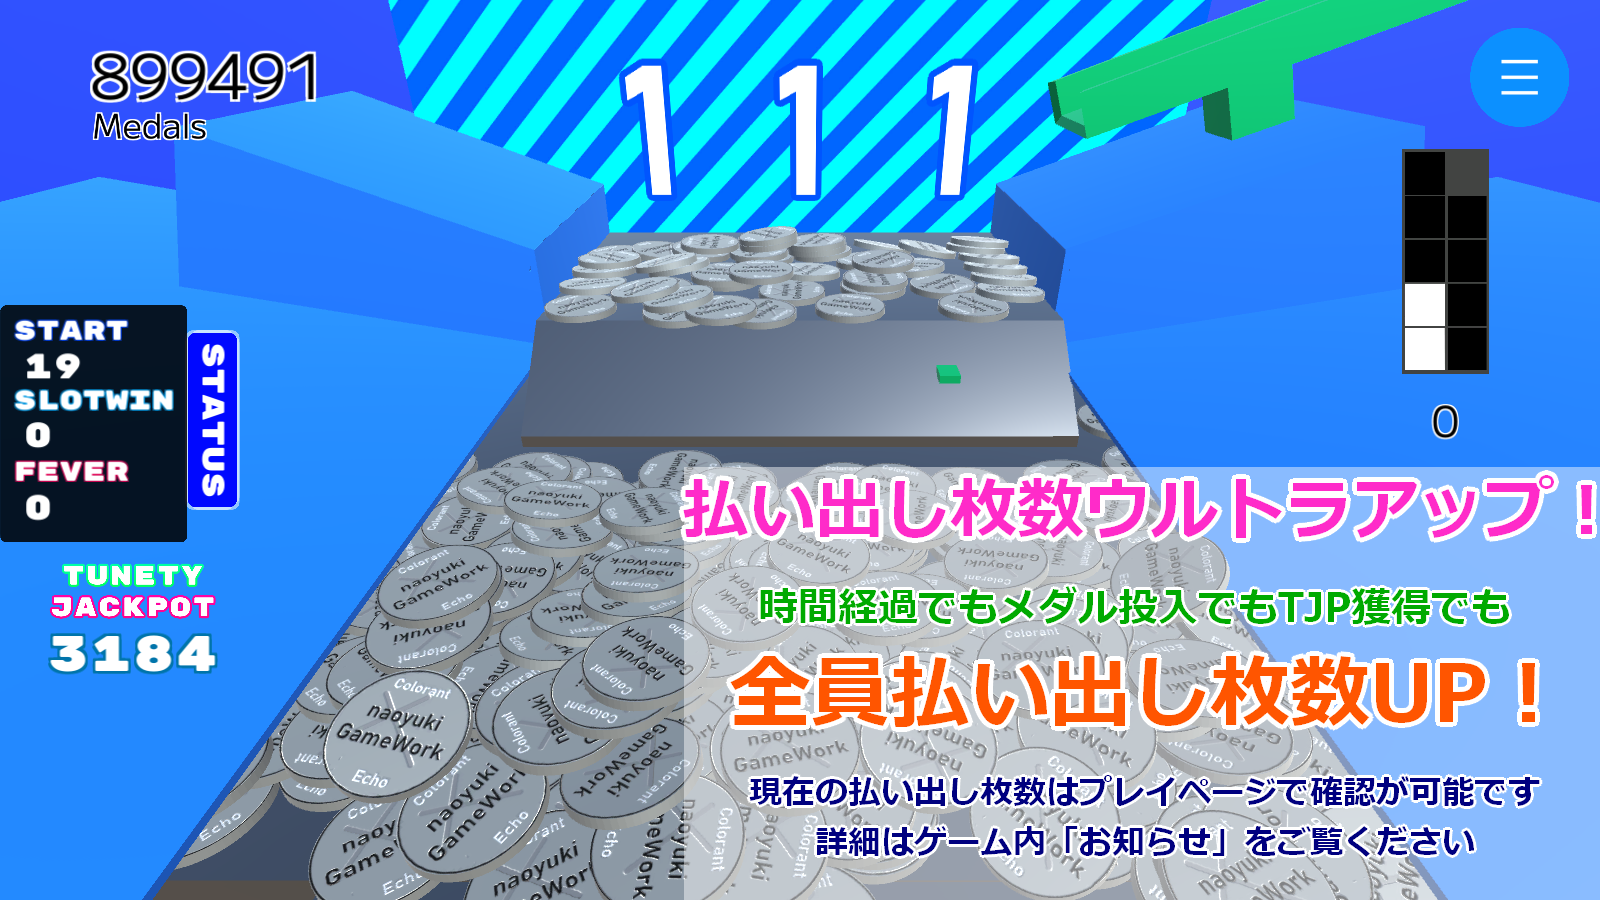 899491
Medals
1 1 1
START
19
SLOTWIN
0
FEVER
0
STATUS
TUNETY
JACKPOT
3184
0
払い出し枚数ウルトラアップ！
時間経過でもメダル投入でもTJP獲得でも
全員払い出し枚数UP！
現在の払い出し枚数はプレイページで確認が可能です
詳細はゲーム内「お知らせ」をご覧ください
Colorant
naoyuki
GameWork
Echo